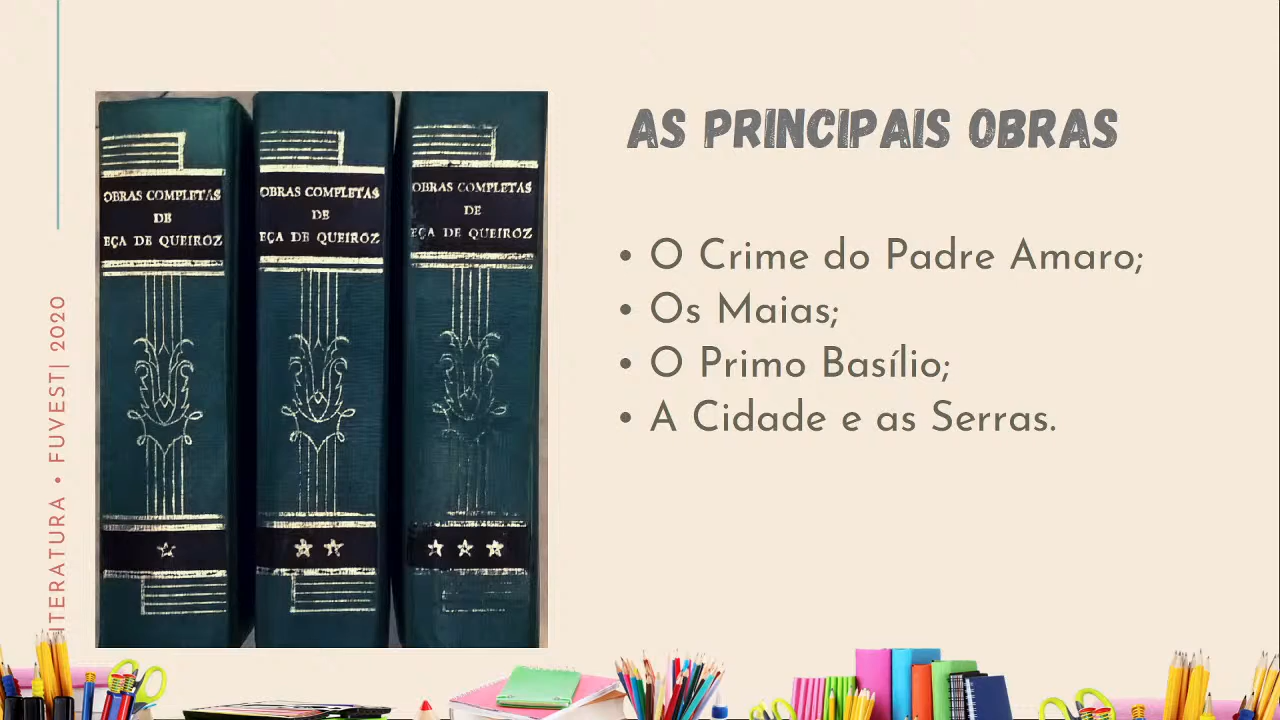 AS PRINCIPAIS OBRAS
• O Crime do Padre Amaro;
• Os Maias;
• O Primo Basílio;
• A Cidade e as Serras.
OBRAS COMPLETAS
DE
EÇA DE QUEIROZ
OBRAS COMPLETAS
DE
EÇA DE QUEIROZ
OBRAS COMPLETAS
DE
EÇA DE QUEIROZ
ITERATURA • FUVEST| 2020